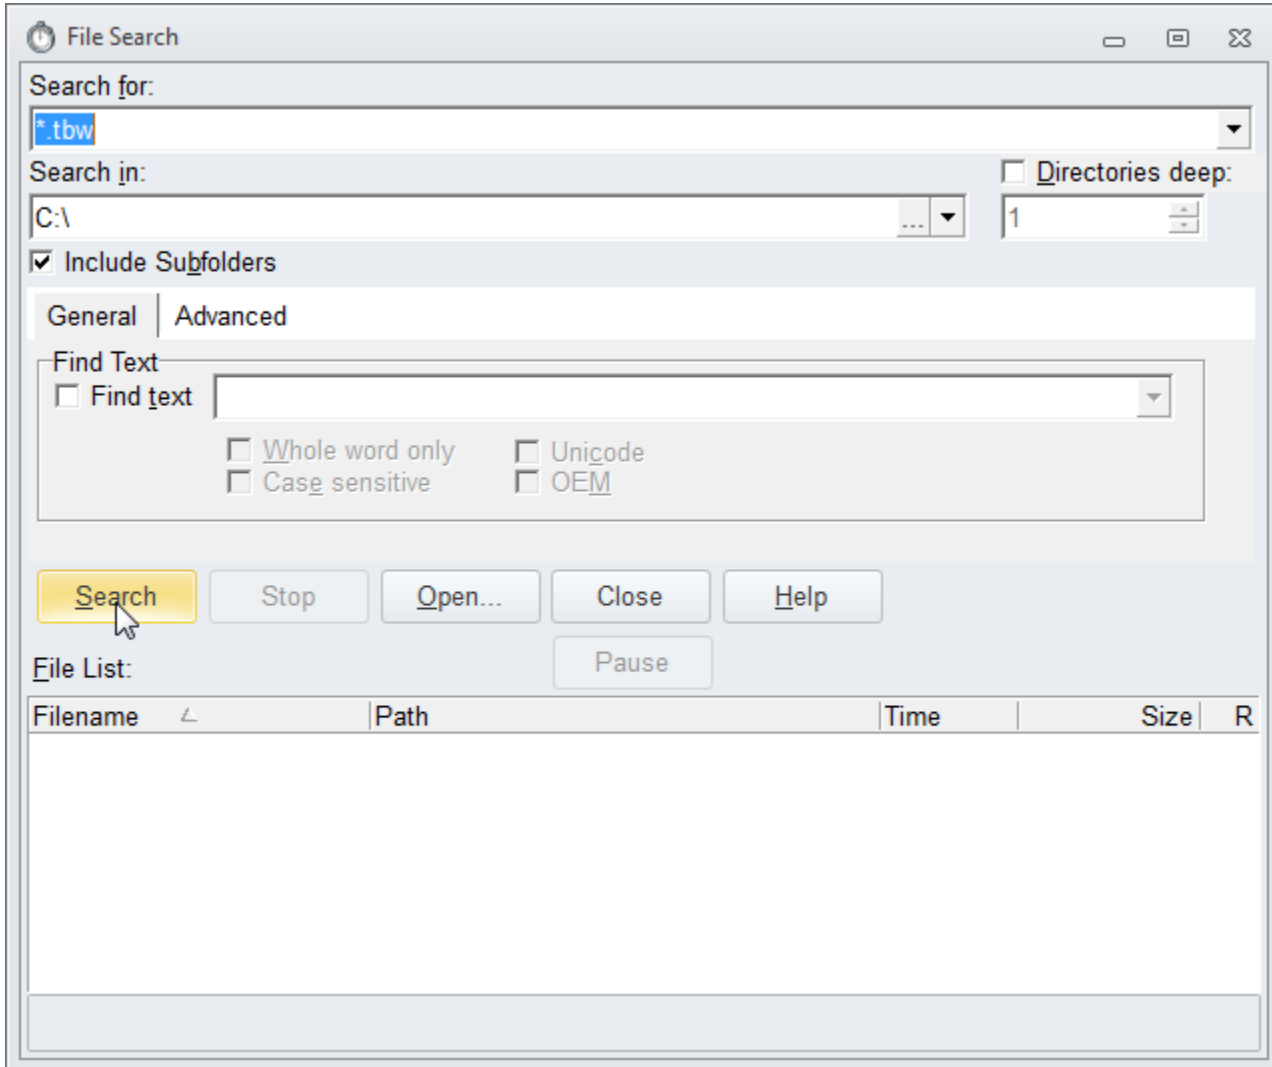 File Search
Search for:
*.tbw
Search in:
Directories deep:
C:\
...
1
Include Subfolders
General
Advanced
Find Text
Find text
Whole word only
Unicode
Case sensitive
OEM
Search
Stop
Open...
Close
Help
Pause
File List:
Filename
Path
Time
Size
R